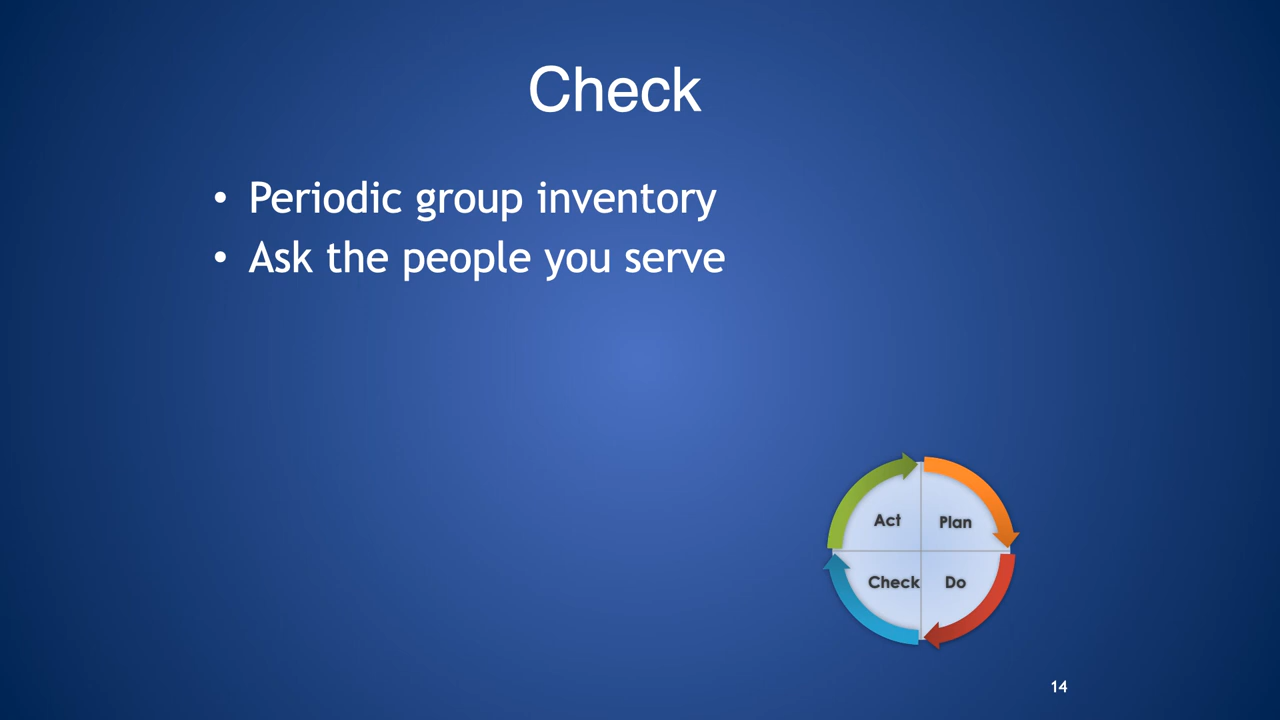 Check
• Periodic group inventory
• Ask the people you serve
Act
Plan
Check
Do
14